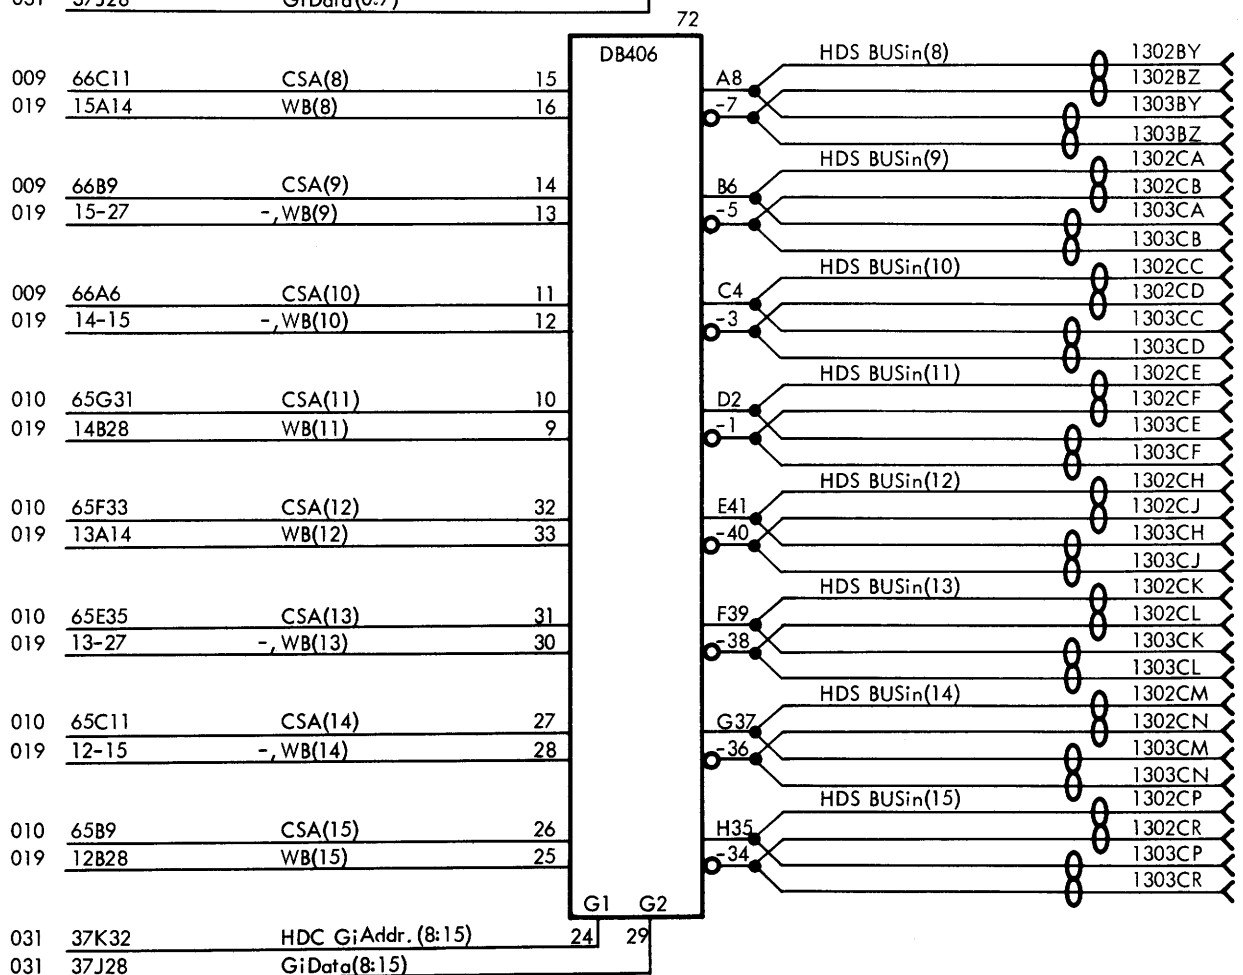 72
DB406
HDS BUSin(8) 1302BY
009 66C11 CSA(8) 15 A8 1302BZ
019 15A14 WB(8) 16 -7 1303BY
1303BZ
HDS BUSin(9) 1302CA
009 66B9 CSA(9) 14 B6 1302CB
019 15-27 -,WB(9) 13 -5 1303CA
1303CB
HDS BUSin(10) 1302CC
009 66A6 CSA(10) 11 C4 1302CD
019 14-15 -,WB(10) 12 -3 1303CC
1303CD
HDS BUSin(11) 1302CE
010 65G31 CSA(11) 10 D2 1302CF
019 14B28 WB(11) 9 -1 1303CE
1303CF
HDS BUSin(12) 1302CH
010 65F33 CSA(12) 32 E41 1302CJ
019 13A14 WB(12) 33 -40 1303CH
1303CJ
HDS BUSin(13) 1302CK
010 65E35 CSA(13) 31 F39 1302CL
019 13-27 -,WB(13) 30 -38 1303CK
1303CL
HDS BUSin(14) 1302CM
010 65C11 CSA(14) 27 G37 1302CN
019 12-15 -,WB(14) 28 -36 1303CM
1303CN
HDS BUSin(15) 1302CP
010 65B9 CSA(15) 26 H35 1302CR
019 12B28 WB(15) 25 -34 1303CP
1303CR
G1 G2
031 37K32 HDC GiAddr.(8:15) 24 29
031 37J28 GiData(8:15)